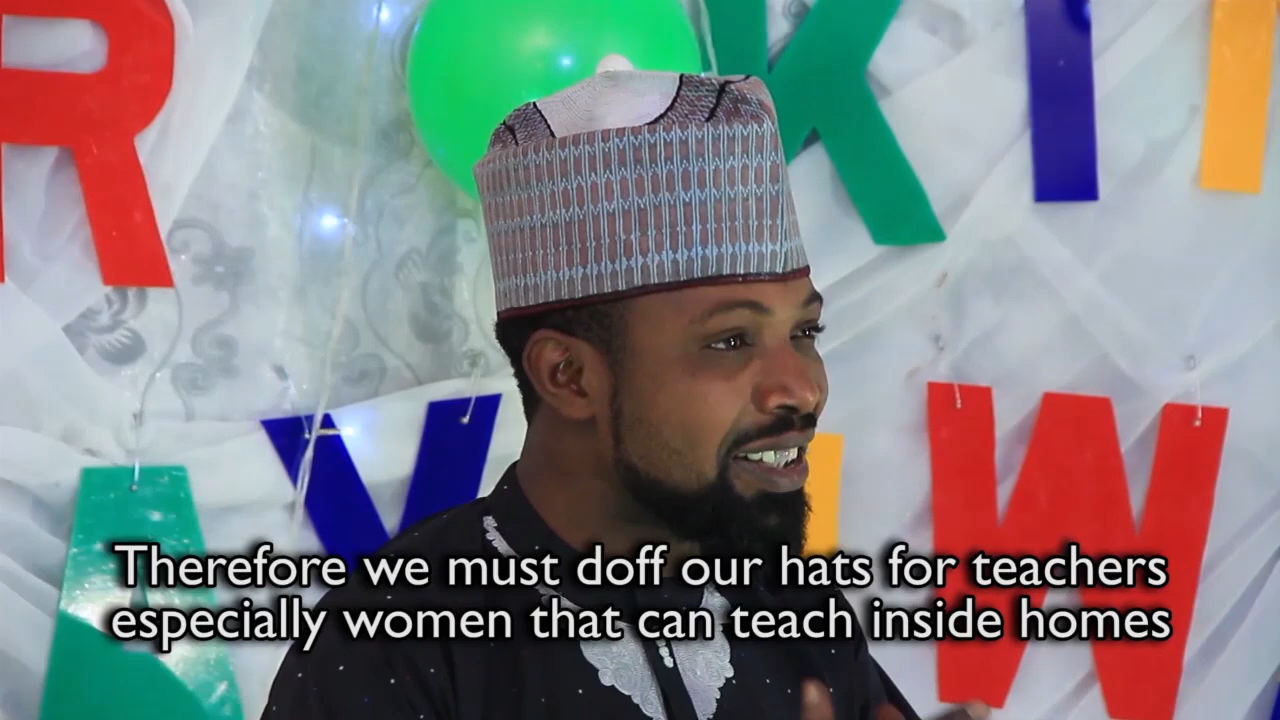 R K I
A W
Therefore we must doff our hats for teachers
especially women that can teach inside homes